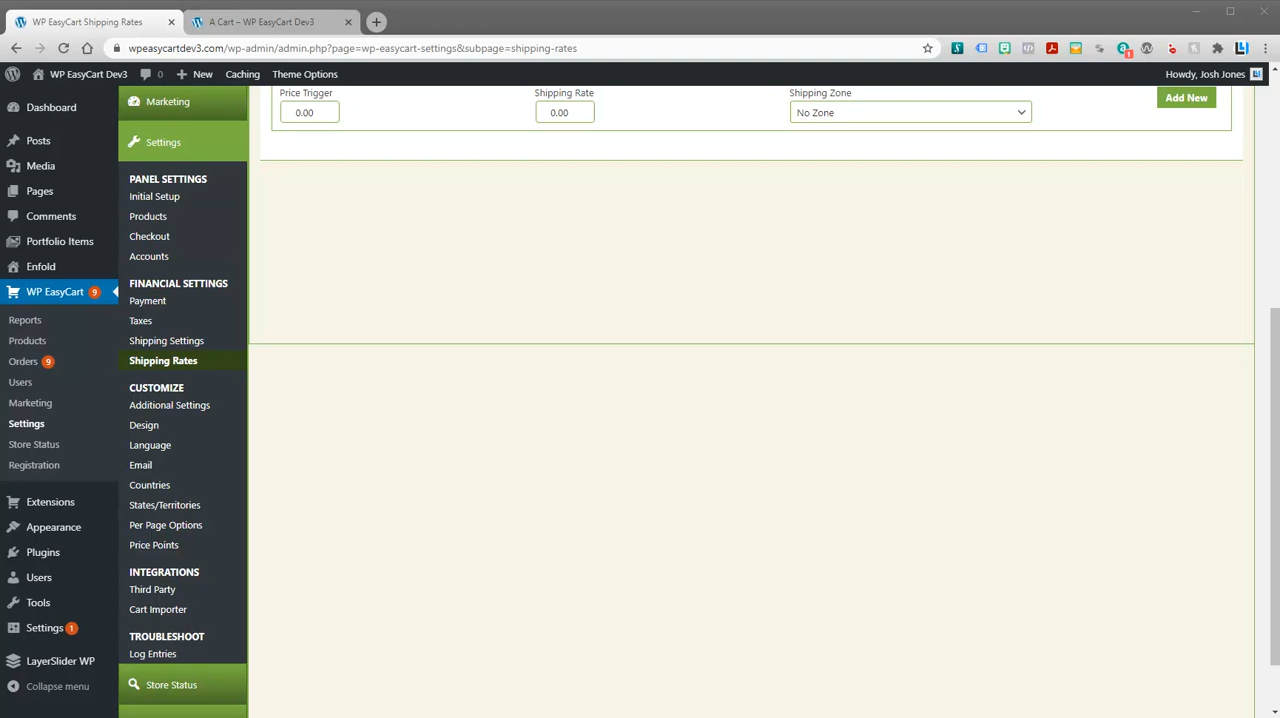 WP EasyCart Shipping Rates
A Cart – WP EasyCart Dev3
wpeasycartdev3.com/wp-admin/admin.php?page=wp-easycart-settings&subpage=shipping-rates
1
WP EasyCart Dev3
0
New
Caching
Theme Options
Howdy, Josh Jones
Dashboard
Posts
Media
Pages
Comments
Portfolio Items
Enfold
WP EasyCart 9
Reports
Products
Orders 9
Users
Marketing
Settings
Store Status
Registration
Extensions
Appearance
Plugins
Users
Tools
Settings 1
LayerSlider WP
Collapse menu
Marketing
Settings
PANEL SETTINGS
Initial Setup
Products
Checkout
Accounts
FINANCIAL SETTINGS
Payment
Taxes
Shipping Settings
Shipping Rates
CUSTOMIZE
Additional Settings
Design
Language
Email
Countries
States/Territories
Per Page Options
Price Points
INTEGRATIONS
Third Party
Cart Importer
TROUBLESHOOT
Log Entries
Store Status
Price Trigger
0.00
Shipping Rate
0.00
Shipping Zone
No Zone
Add New